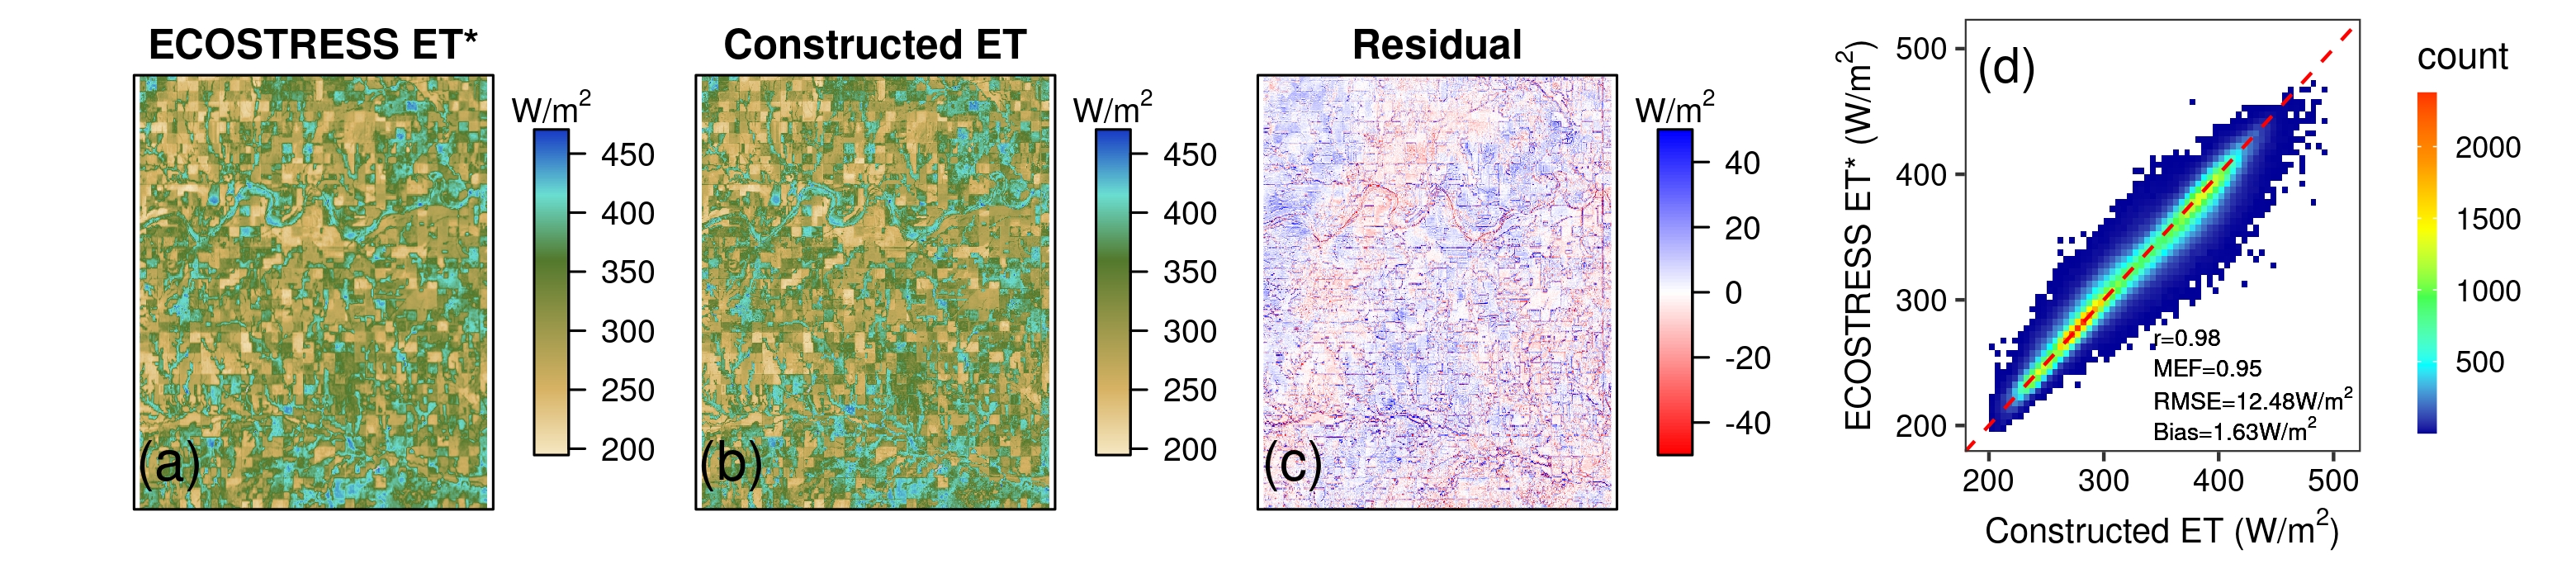 ECOSTRESS ET*
(a)
W/m2
450
400
350
300
250
200
Constructed ET
(b)
W/m2
450
400
350
300
250
200
Residual
(c)
W/m2
40
20
0
-20
-40
ECOSTRESS ET* (W/m2)
500
400
300
200
(d)
r=0.98
MEF=0.95
RMSE=12.48W/m2
Bias=1.63W/m2
200 300 400 500
Constructed ET (W/m2)
count
2000
1500
1000
500